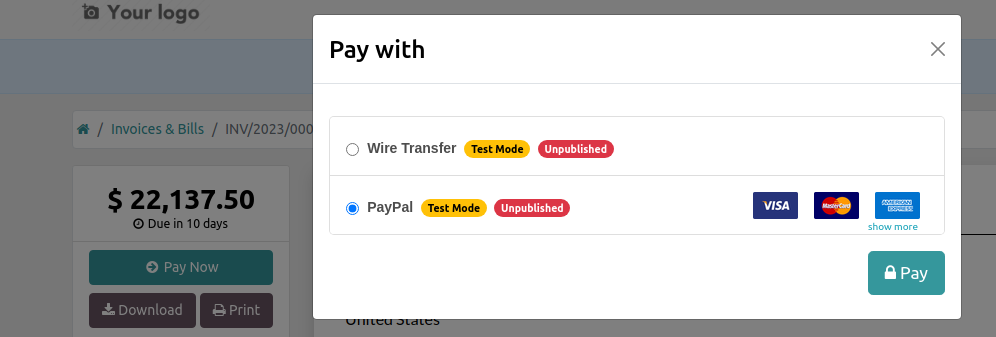 Your logo
Pay with
Invoices & Bills / INV/2023/000
$ 22,137.50
Due in 10 days
Pay Now
Download Print
Wire Transfer Test Mode Unpublished
PayPal Test Mode Unpublished VISA MasterCard AMERICAN EXPRESS
show more
Pay
United States